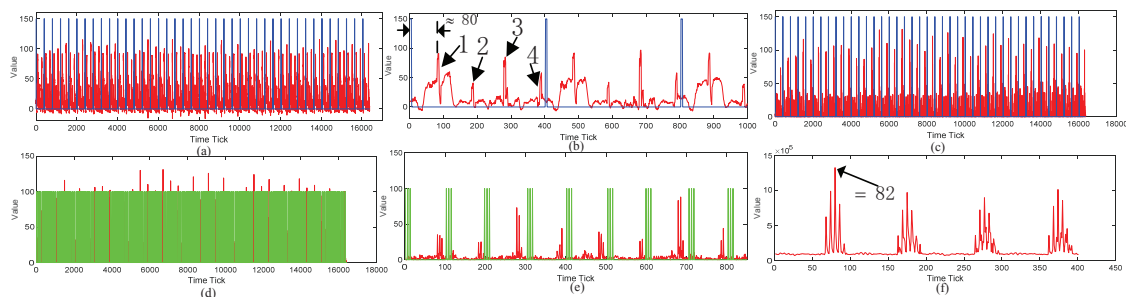 150
100
50
0
Value
0 2000 4000 6000 8000 10000 12000 14000 16000 18000
Time Tick
(a)
150
100
50
0
Value
≈ 80
1
2
3
4
0 100 200 300 400 500 600 700 800 900 1000
Time Tick
(b)
150
100
50
0
Value
0 2000 4000 6000 8000 10000 12000 14000 16000 18000
Time Tick
(c)
150
100
50
0
Value
0 2000 4000 6000 8000 10000 12000 14000 16000 18000
Time Tick
(d)
150
100
50
0
Value
0 100 200 300 400 500 600 700 800
Time Tick
(e)
×10⁵
15
10
5
0
Value
= 82
0 50 100 150 200 250 300 350 400 450
Time Tick
(f)